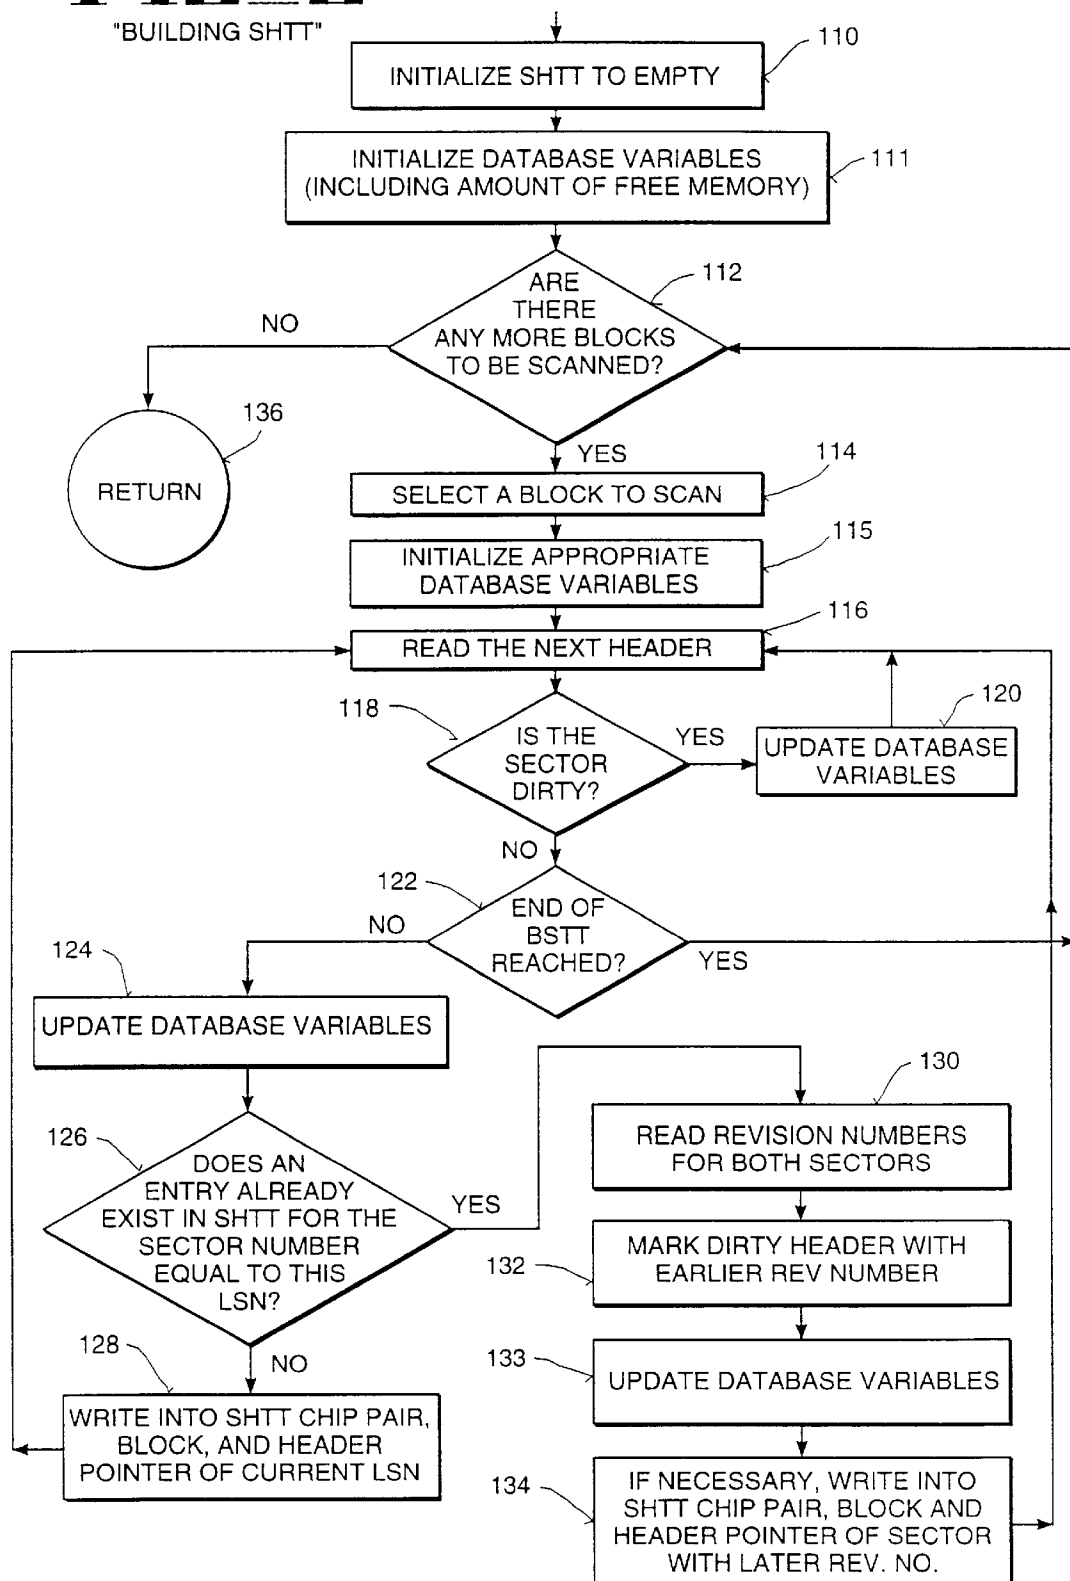 "BUILDING SHTT"
110
INITIALIZE SHTT TO EMPTY
INITIALIZE DATABASE VARIABLES
(INCLUDING AMOUNT OF FREE MEMORY)
111
112
ARE
THERE
ANY MORE BLOCKS
TO BE SCANNED?
NO
136
RETURN
YES
114
SELECT A BLOCK TO SCAN
115
INITIALIZE APPROPRIATE
DATABASE VARIABLES
116
READ THE NEXT HEADER
118
IS THE
SECTOR
DIRTY?
YES
120
UPDATE DATABASE
VARIABLES
NO
122
END OF
BSTT
REACHED?
NO
YES
124
UPDATE DATABASE VARIABLES
126
DOES AN
ENTRY ALREADY
EXIST IN SHTT FOR THE
SECTOR NUMBER
EQUAL TO THIS
LSN?
YES
130
READ REVISION NUMBERS
FOR BOTH SECTORS
132
MARK DIRTY HEADER WITH
EARLIER REV NUMBER
128
NO
133
UPDATE DATABASE VARIABLES
WRITE INTO SHTT CHIP PAIR,
BLOCK, AND HEADER
POINTER OF CURRENT LSN
134
IF NECESSARY, WRITE INTO
SHTT CHIP PAIR, BLOCK AND
HEADER POINTER OF SECTOR
WITH LATER REV. NO.